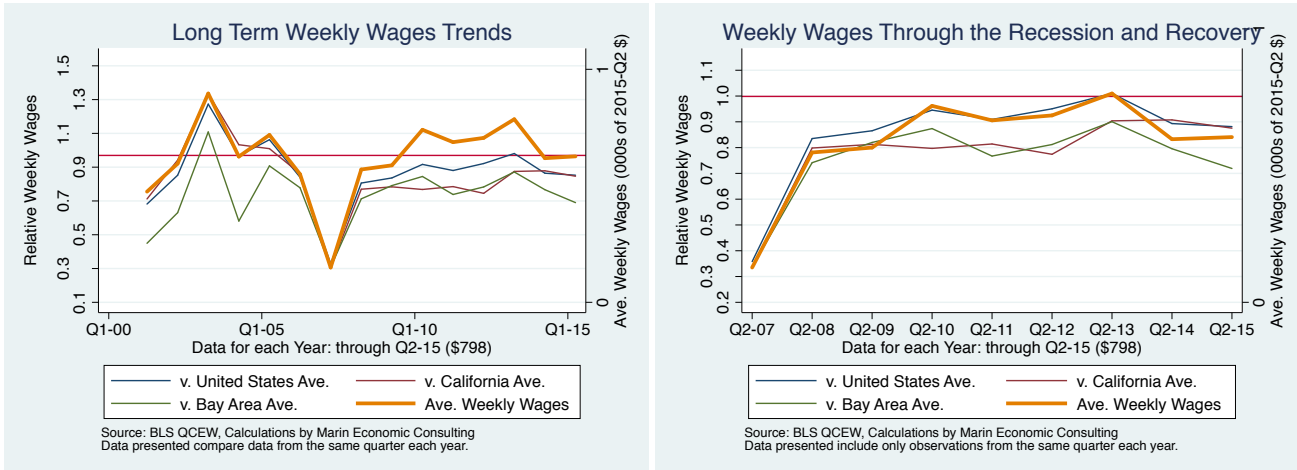 Long Term Weekly Wages Trends
Relative Weekly Wages
0.1 0.3 0.5 0.7 0.9 1.1 1.3 1.5
0 1
Ave. Weekly Wages (000s of 2015-Q2 $)
Q1-00 Q1-05 Q1-10 Q1-15
Data for each Year: through Q2-15 ($798)
v. United States Ave. v. California Ave.
v. Bay Area Ave. Ave. Weekly Wages
Source: BLS QCEW, Calculations by Marin Economic Consulting
Data presented compare data from the same quarter each year.
Weekly Wages Through the Recession and Recovery
Relative Weekly Wages
0.2 0.3 0.4 0.5 0.6 0.7 0.8 0.9 1.0 1.1
0 1
Ave. Weekly Wages (000s of 2015-Q2 $)
Q2-07 Q2-08 Q2-09 Q2-10 Q2-11 Q2-12 Q2-13 Q2-14 Q2-15
Data for each Year: through Q2-15 ($798)
v. United States Ave. v. California Ave.
v. Bay Area Ave. Ave. Weekly Wages
Source: BLS QCEW, Calculations by Marin Economic Consulting
Data presented include only observations from the same quarter each year.